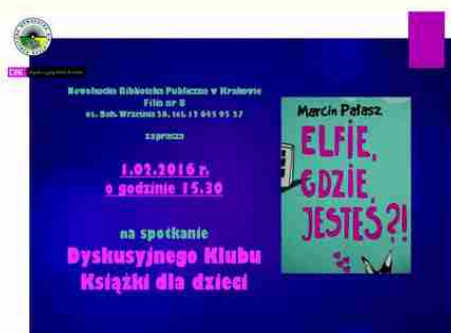 Nowohucka Biblioteka Publiczna w Krakowie
Filia nr 8
zaprasza
1.02.2016 r.
o godzinie 15.30
na spotkanie
Dyskusyjnego Klubu
Książki dla dzieci
Marcin Pałasz
ELFIE,
GDZIE
JESTEŚ?!